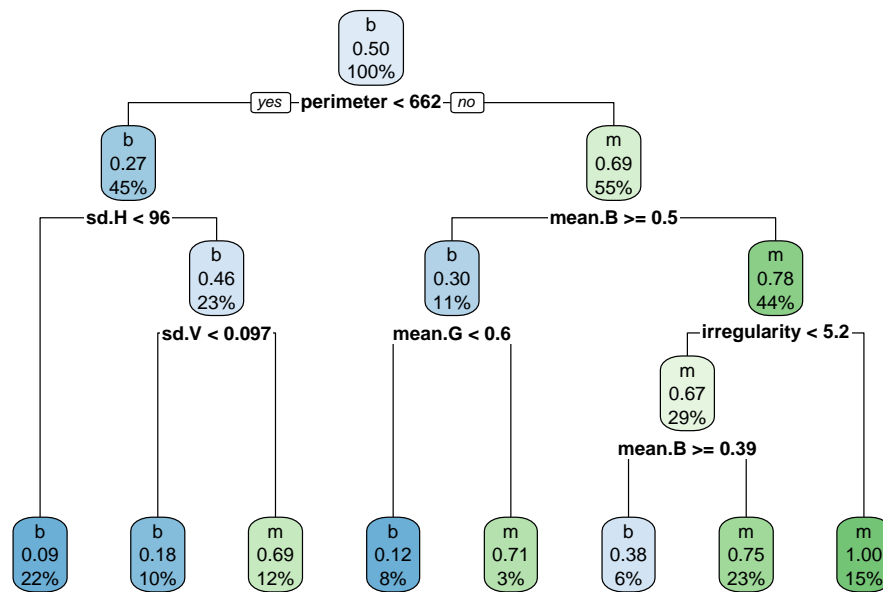 b
0.50
100%
yes perimeter < 662 no
b
0.27
45%
m
0.69
55%
sd.H < 96
mean.B >= 0.5
b
0.46
23%
b
0.30
11%
m
0.78
44%
sd.V < 0.097
mean.G < 0.6
irregularity < 5.2
m
0.67
29%
mean.B >= 0.39
b
0.09
22%
b
0.18
10%
m
0.69
12%
b
0.12
8%
m
0.71
3%
b
0.38
6%
m
0.75
23%
m
1.00
15%